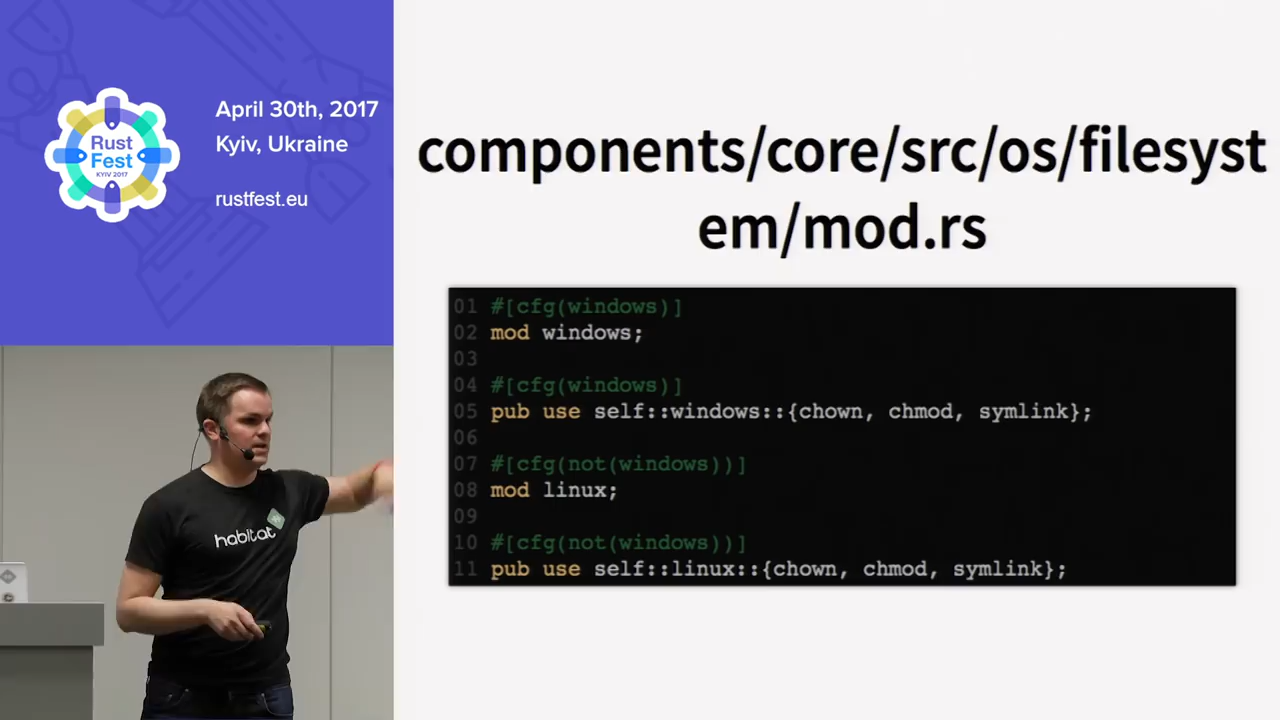 Rust
Fest
KYIV 2017
April 30th, 2017
Kyiv, Ukraine
rustfest.eu
habitat
components/core/src/os/filesyst
em/mod.rs
01 #[cfg(windows)]
02 mod windows;
03
04 #[cfg(windows)]
05 pub use self::windows::{chown, chmod, symlink};
06
07 #[cfg(not(windows))]
08 mod linux;
09
10 #[cfg(not(windows))]
11 pub use self::linux::{chown, chmod, symlink};